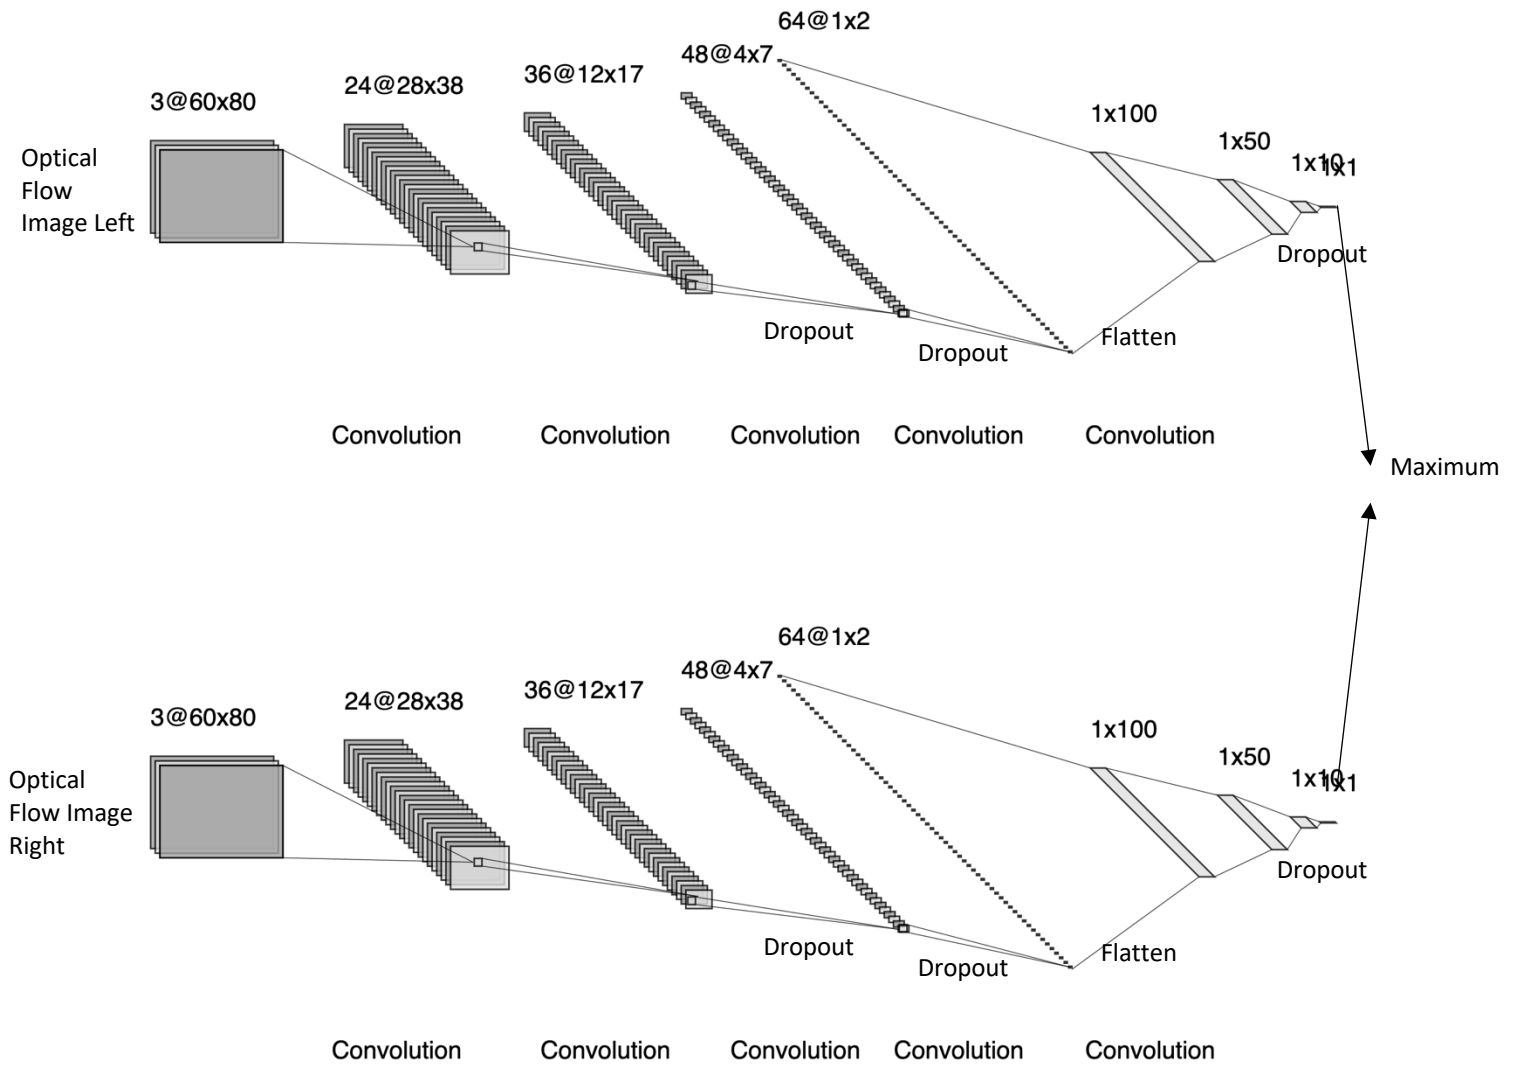 64@1x2
48@4x7
36@12x17
24@28x38
3@60x80
1x100
1x50
1x10
1x1
Optical
Flow
Image Left
Dropout
Dropout
Dropout
Flatten
Convolution
Convolution
Convolution
Convolution
Convolution
Maximum
64@1x2
48@4x7
36@12x17
24@28x38
3@60x80
1x100
1x50
1x10
1x1
Optical
Flow Image
Right
Dropout
Dropout
Dropout
Flatten
Convolution
Convolution
Convolution
Convolution
Convolution